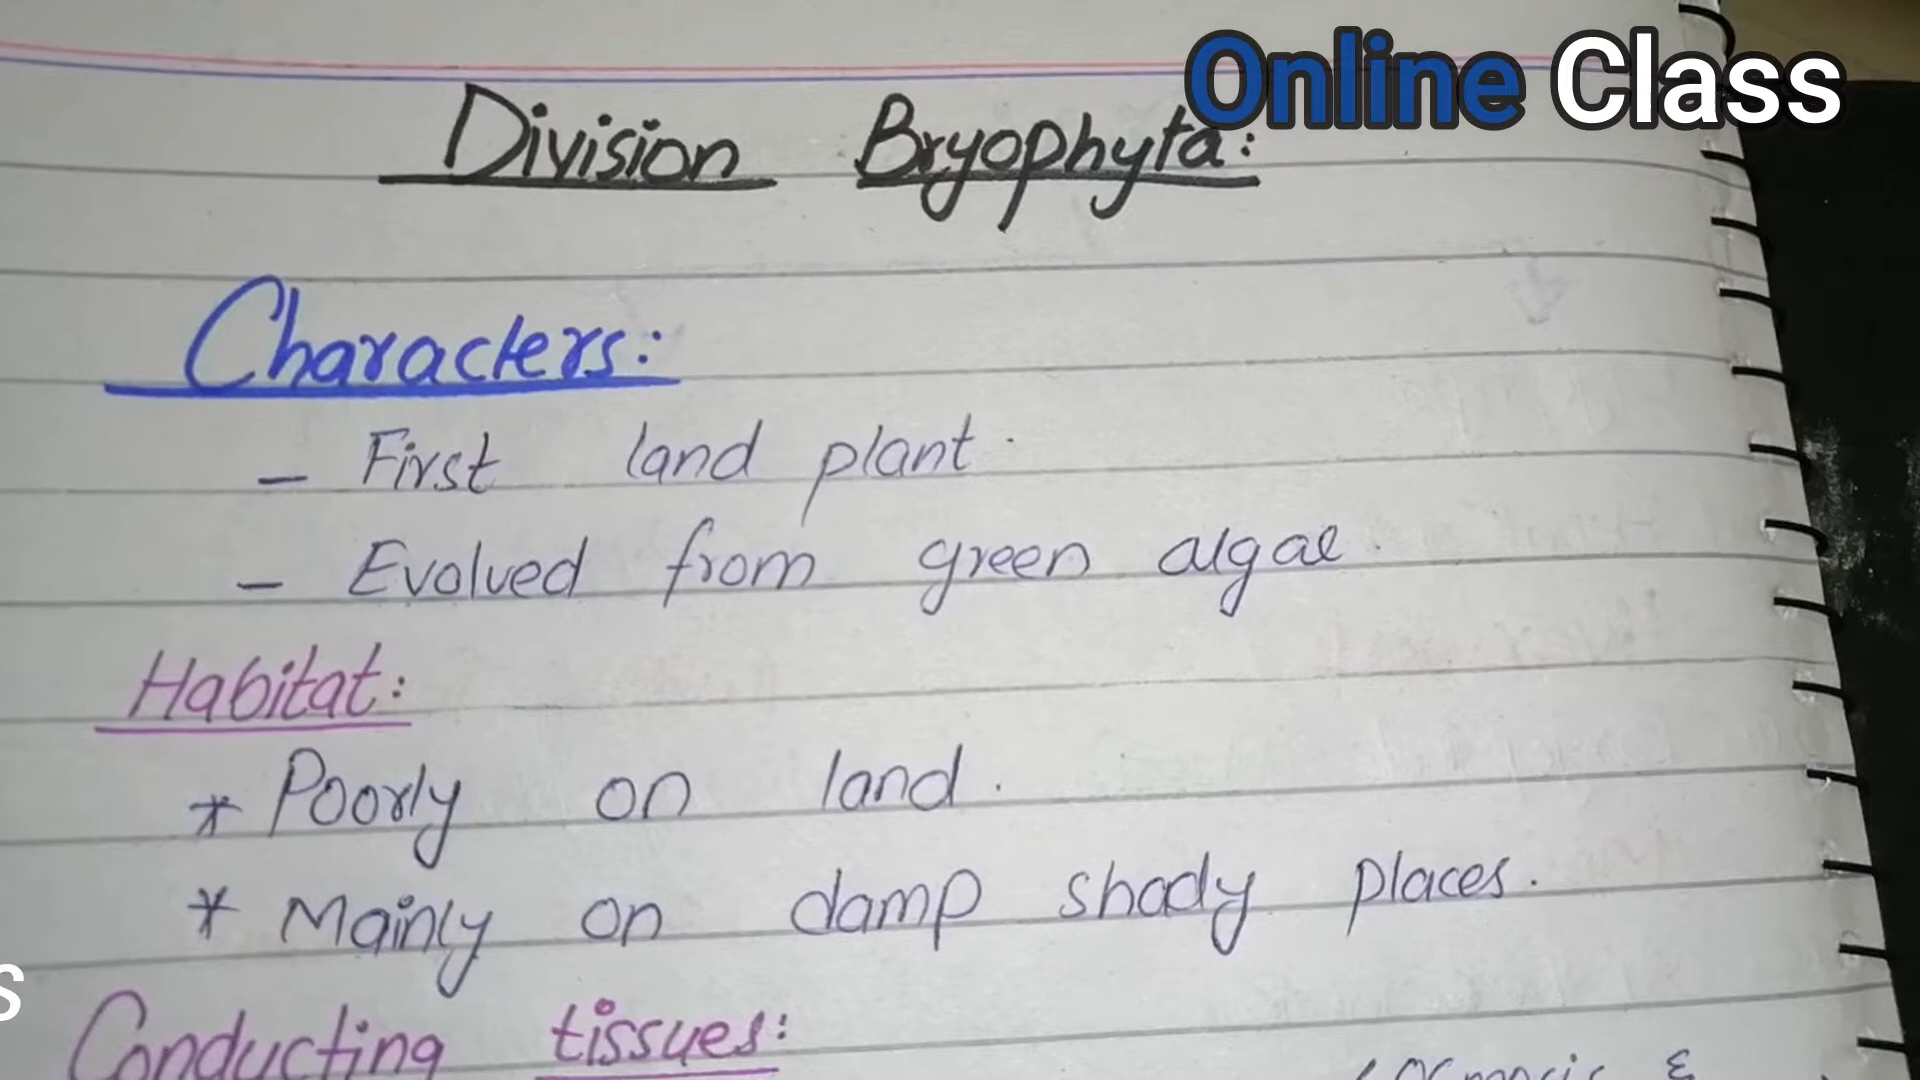 Online Class
Division Bryophyta:
Characters:
– First land plant.
– Evolved from green algae.
Habitat:
* Poorly on land.
* Mainly on damp shady places.
Conducting tissues: